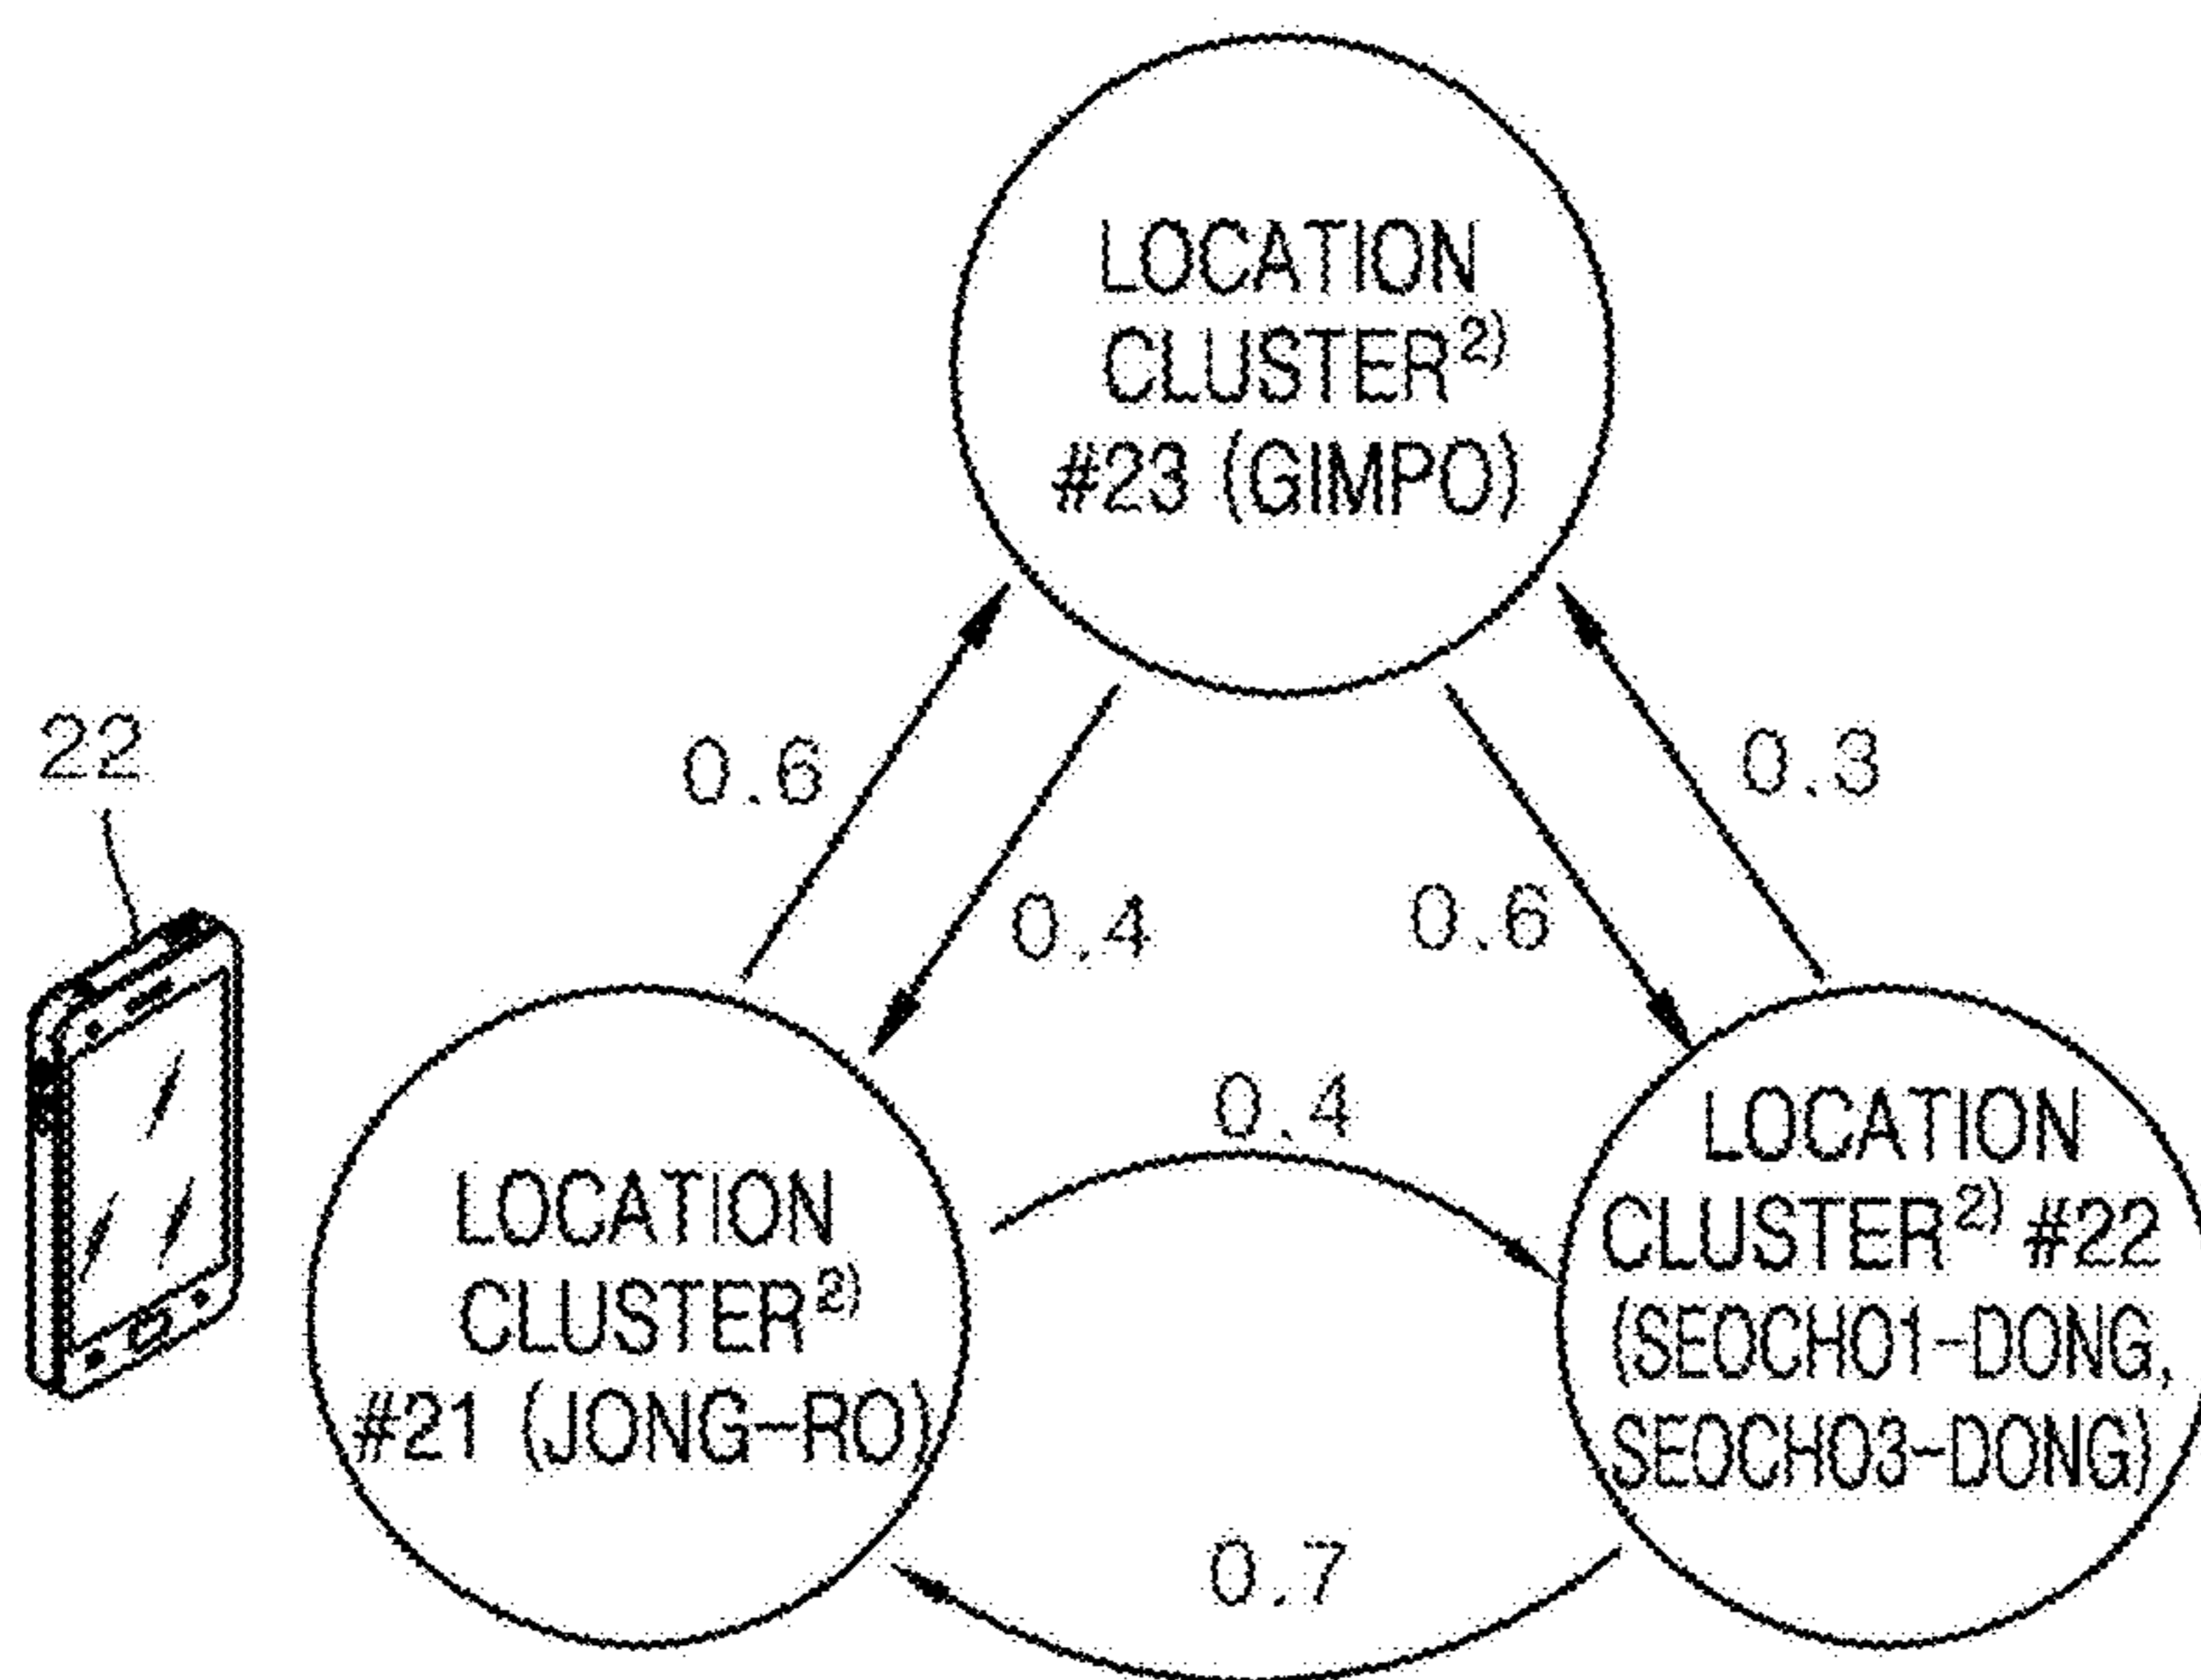 LOCATION
CLUSTER²⁾
#23 (GIMPO)
22
0.6
0.3
0.4
0.6
0.4
LOCATION
CLUSTER²⁾
#21 (JONG-RO)
LOCATION
CLUSTER²⁾ #22
(SEOCHO1-DONG,
SEOCHO3-DONG)
0.7